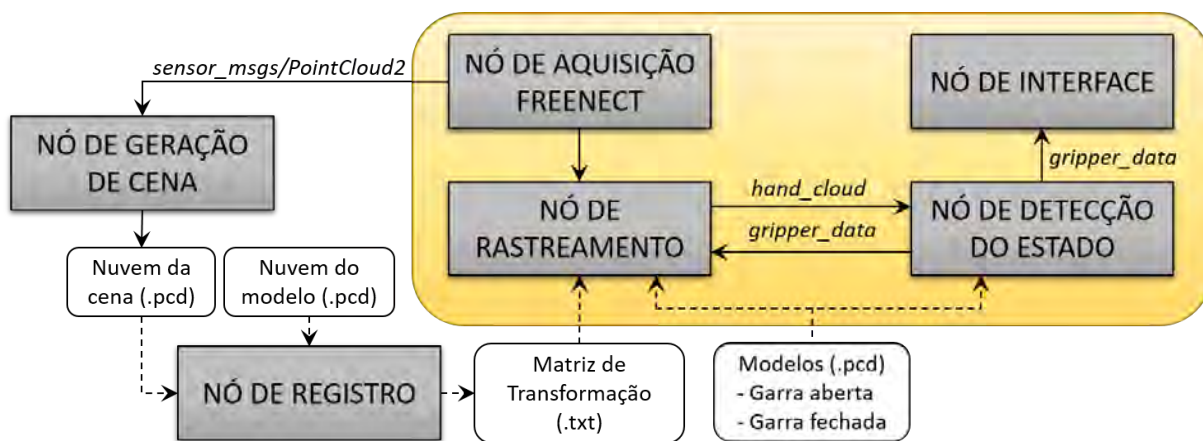 sensor_msgs/PointCloud2
NÓ DE AQUISIÇÃO
FREENECT
NÓ DE INTERFACE
NÓ DE GERAÇÃO
DE CENA
gripper_data
hand_cloud
NÓ DE
RASTREAMENTO
gripper_data
NÓ DE DETECÇÃO
DO ESTADO
Nuvem da
cena (.pcd)
Nuvem do
modelo (.pcd)
NÓ DE REGISTRO
Matriz de
Transformação
(.txt)
Modelos (.pcd)
- Garra aberta
- Garra fechada